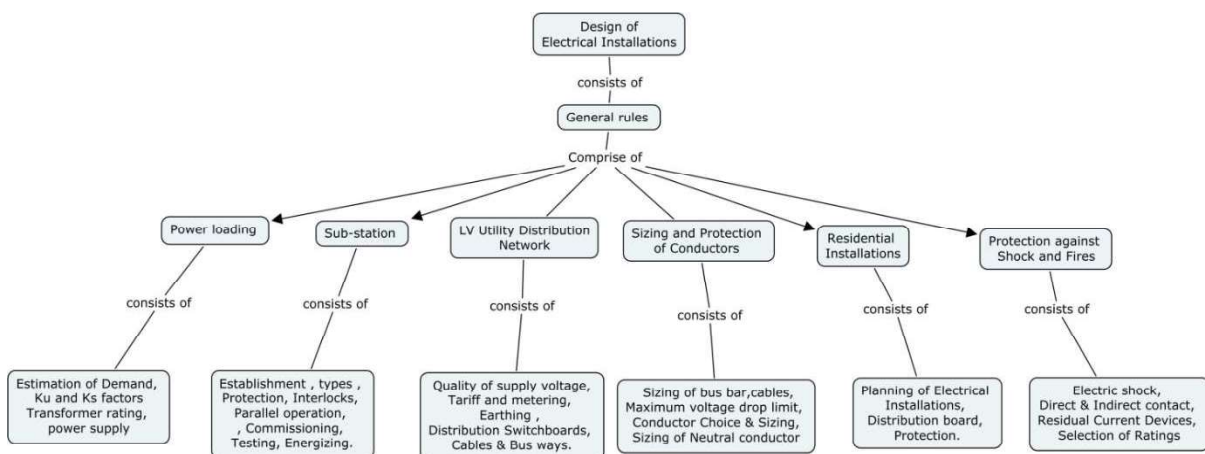 Design of
Electrical Installations
consists of
General rules
Comprise of
Power loading
Sub-station
LV Utility Distribution
Network
Sizing and Protection
of Conductors
Residential
Installations
Protection against
Shock and Fires
consists of
consists of
consists of
consists of
consists of
consists of
Estimation of Demand,
Ku and Ks factors
Transformer rating,
power supply
Establishment , types ,
Protection, Interlocks,
Parallel operation,
, Commissioning,
Testing, Energizing.
Quality of supply voltage,
Tariff and metering,
Earthing ,
Distribution Switchboards,
Cables & Bus ways.
Sizing of bus bar,cables,
Maximum voltage drop limit,
Conductor Choice & Sizing,
Sizing of Neutral conductor
Planning of Electrical
Installations,
Distribution board,
Protection.
Electric shock,
Direct & Indirect contact,
Residual Current Devices,
Selection of Ratings